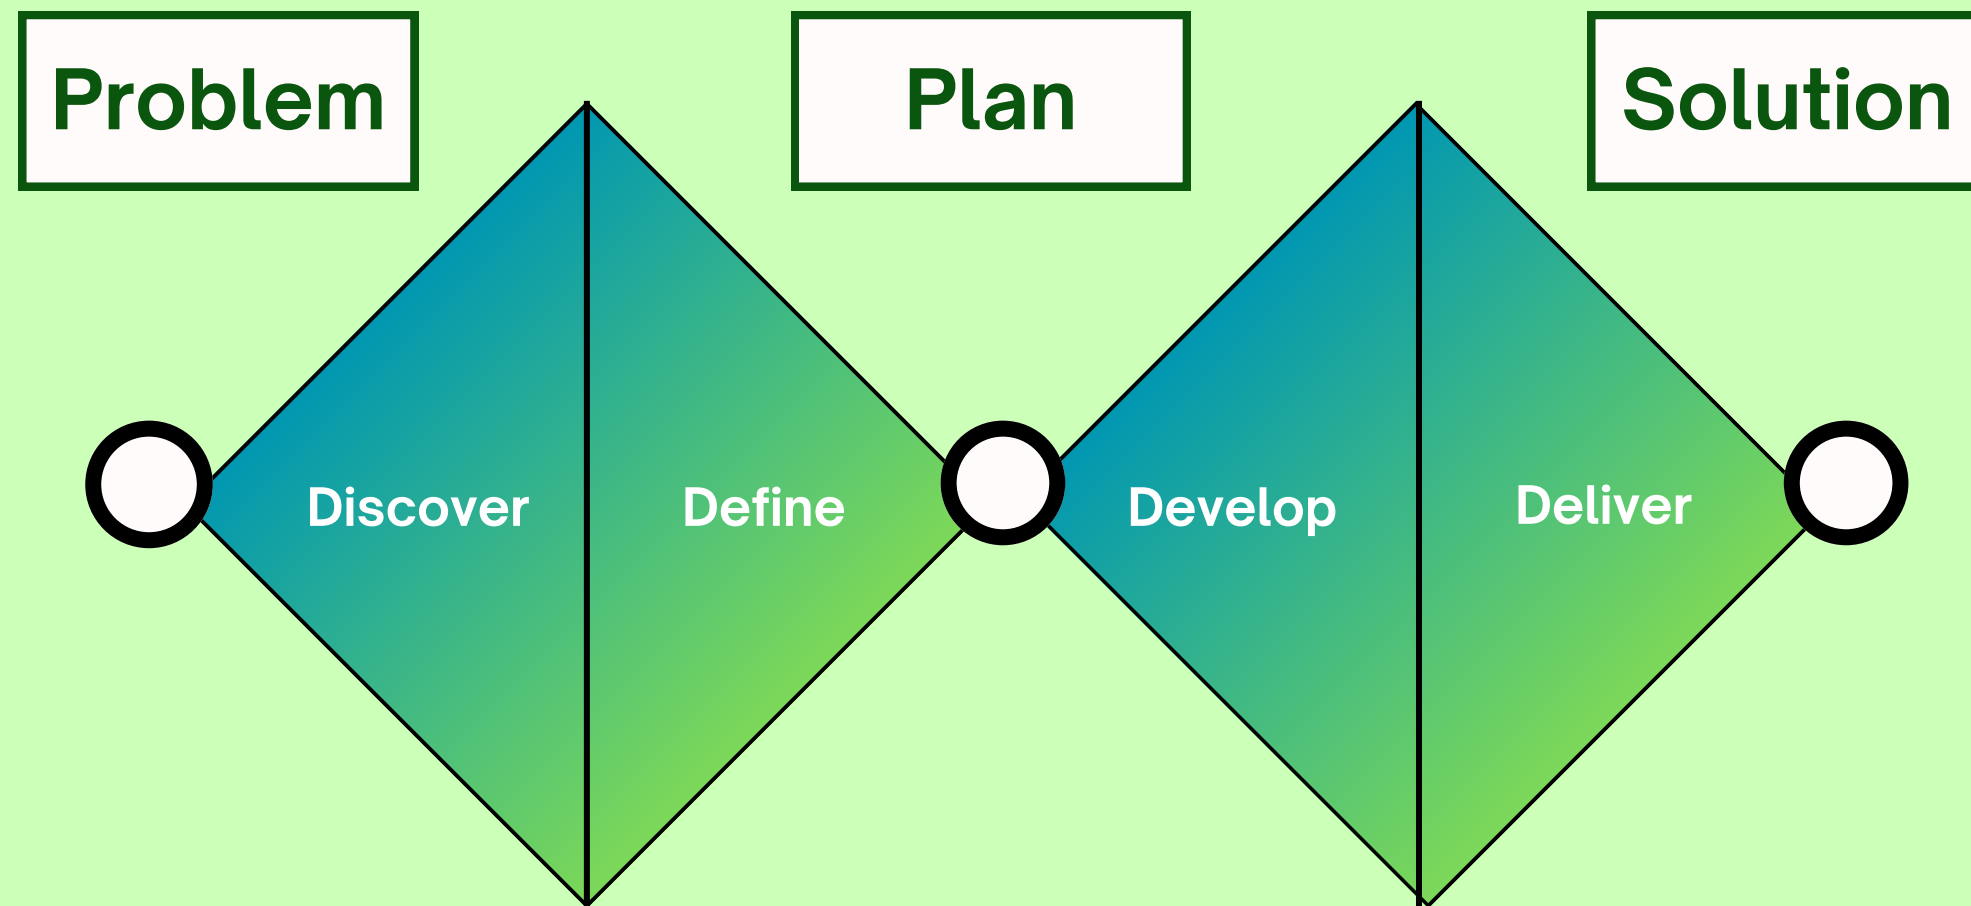 Problem
Plan
Solution
Discover
Define
Develop
Deliver